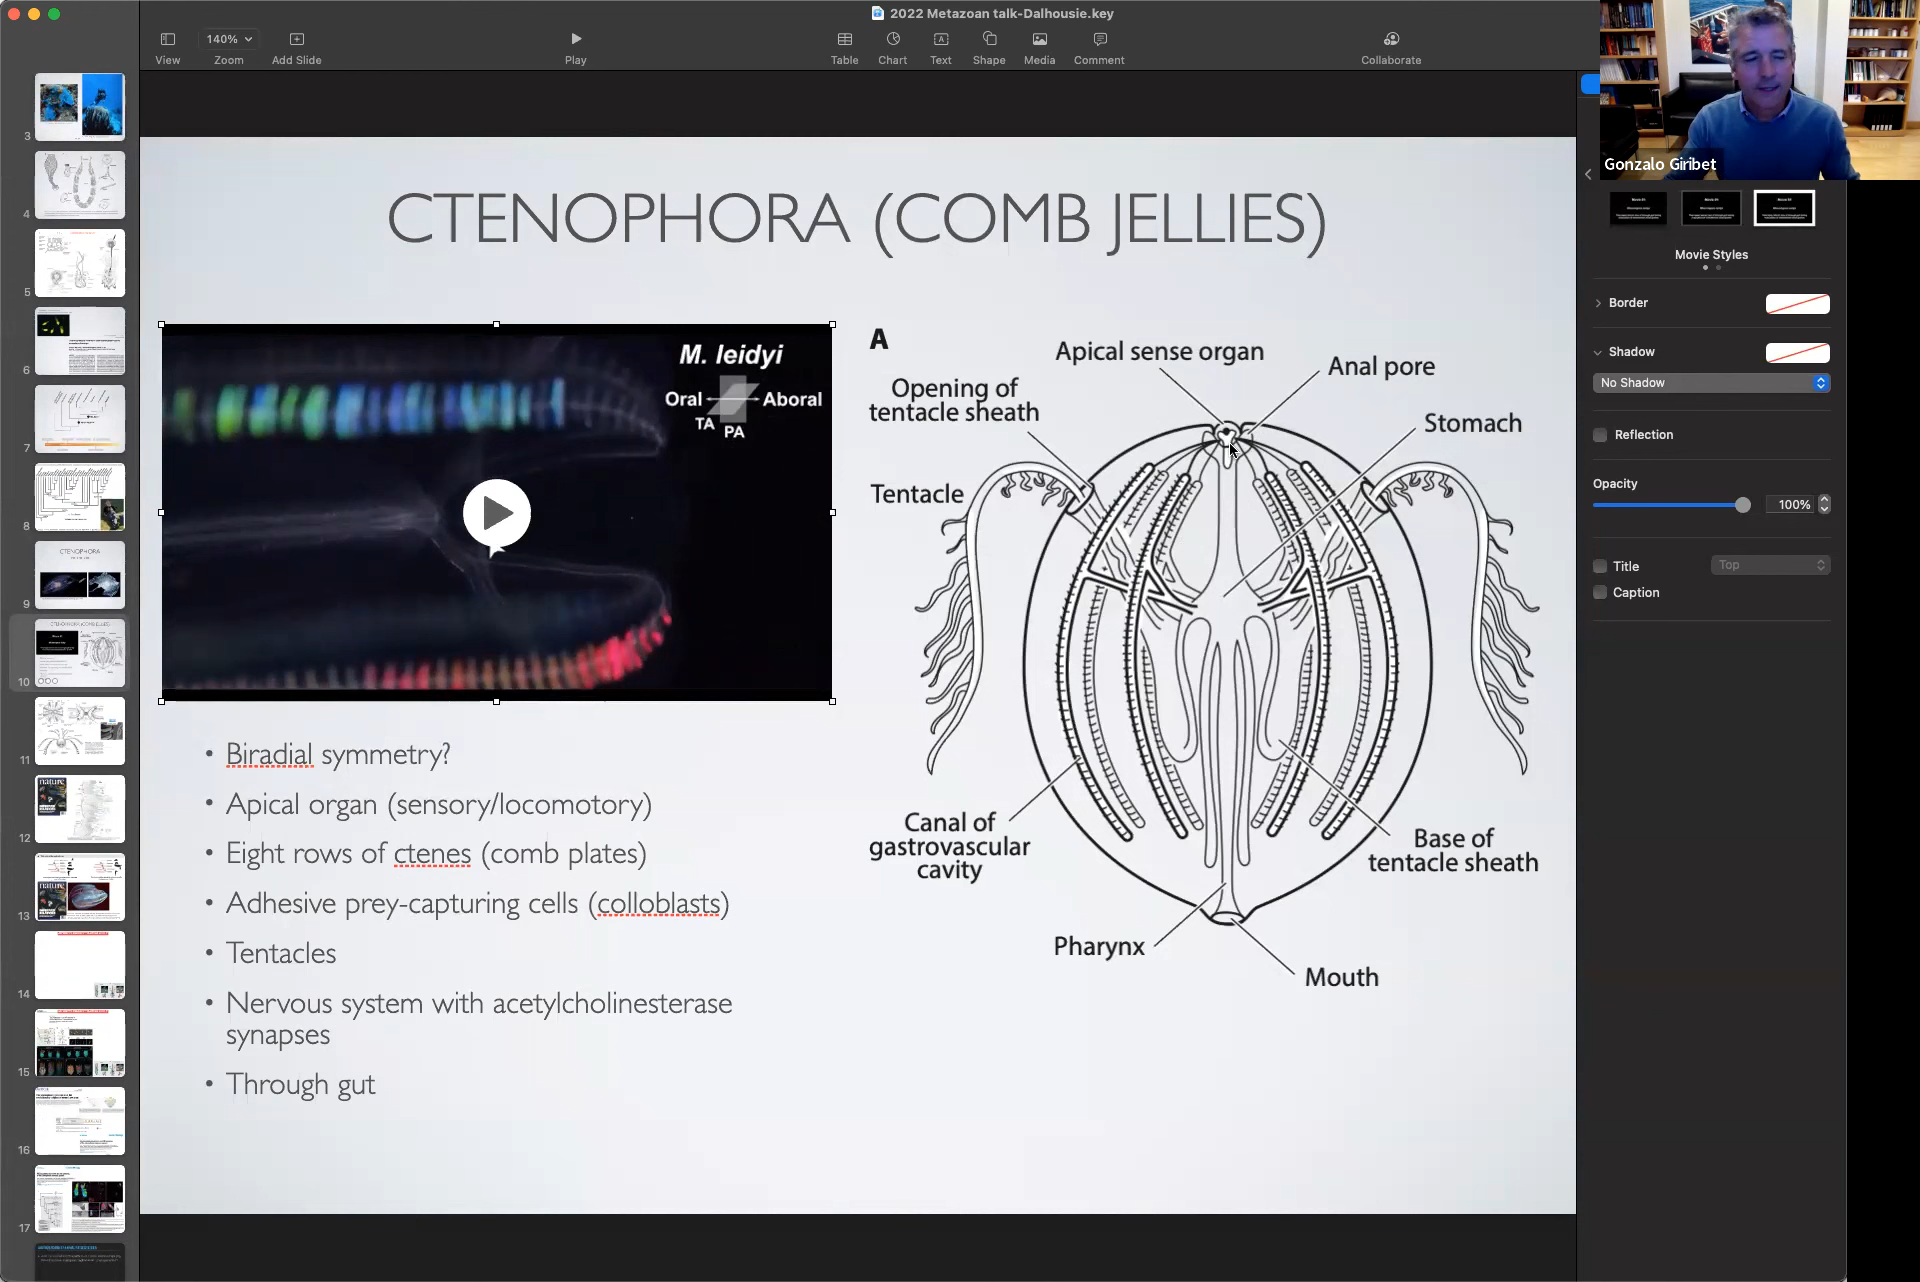 2022 Metazoan talk-Dalhousie.key
140%
View
Zoom
Add Slide
Play
Table
Chart
Text
Shape
Media
Comment
Collaborate
Gonzalo Giribet
3
4
5
6
7
8
9
10
11
12
13
14
15
16
17
CTENOPHORA
nature
nature
CTENOPHORA (COMB JELLIES)
M. leidyi
Oral
Aboral
TA
PA
• Biradial symmetry?
• Apical organ (sensory/locomotory)
• Eight rows of ctenes (comb plates)
• Adhesive prey-capturing cells (colloblasts)
• Tentacles
• Nervous system with acetylcholinesterase
synapses
• Through gut
A
Apical sense organ
Anal pore
Opening of
tentacle sheath
Stomach
Tentacle
Canal of
gastrovascular
cavity
Base of
tentacle sheath
Pharynx
Mouth
Movie Styles
Border
Shadow
No Shadow
Reflection
Opacity
100%
Title
Top
Caption